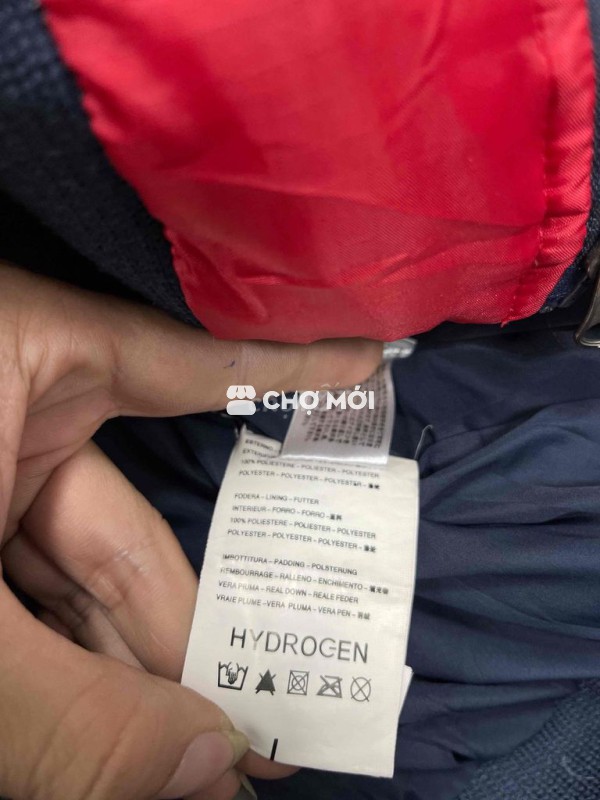 CHỢ MỚI
ESTERNO
100% POLIESTERE - POLIESTER - POLYESTER
POLYESTER - POLYESTER - POLYESTER -
FODERA - LINING - FUTTER
INTERIEUR - FORRO - FORRO -
100% POLIESTERE - POLIESTER - POLYESTER
POLYESTER - POLYESTER - POLYESTER -
IMBOTTITURA - PADDING - POLSTERUNG
REMBOURRAGE - RALLENO - ENCHIMENTO -
VERA PIUMA - REAL DOWN - REALE FEDER
VRAIE PLUME - VERA PLUMA - VERA PEN -
HYDROGEN